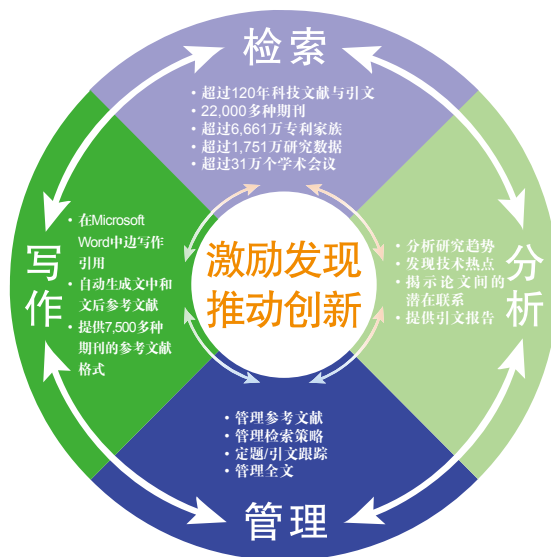 检索
• 超过120年科技文献与引文
• 22,000多种期刊
• 超过6,661万专利家族
• 超过1,751万研究数据
• 超过31万个学术会议
写作
• 在Microsoft
Word中边写作
引用
• 自动生成文中和
文后参考文献
• 提供7,500多种
期刊的参考文献
格式
激励发现
推动创新
• 分析研究趋势
• 发现技术热点
• 揭示论文间的
潜在联系
• 提供引文报告
分析
• 管理参考文献
• 管理检索策略
• 定题/引文跟踪
• 管理全文
管理